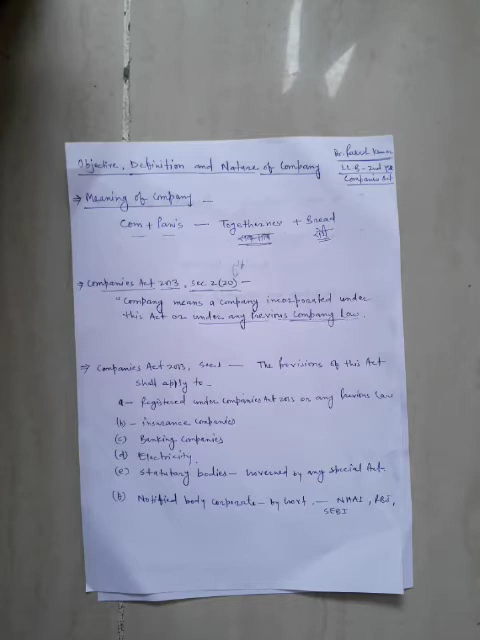 Objective, Definition and Nature of Company
Dr. Rakesh Kumar
LL.B - 2nd Yr
Companies Act
⇒ Meaning of Company -
Com + Panis — Togetherness + Bread
रोटी
→ Companies Act 2013, Sec. 2(20) -
"Company means a company incorporated under
this Act or under any Previous Company Law.
⇒ Companies Act 2013, Sec.1 — The Provisions of this Act
shall apply to -
a - Registered under Companies Act 2013 or any Previous Law
(b) - insurance companies
(c) Banking companies
(d) Electricity
(e) Statutory bodies - Governed by any special Act.
(f) Notified body corporate - by Govt. — NHAI, RBI,
SEBI